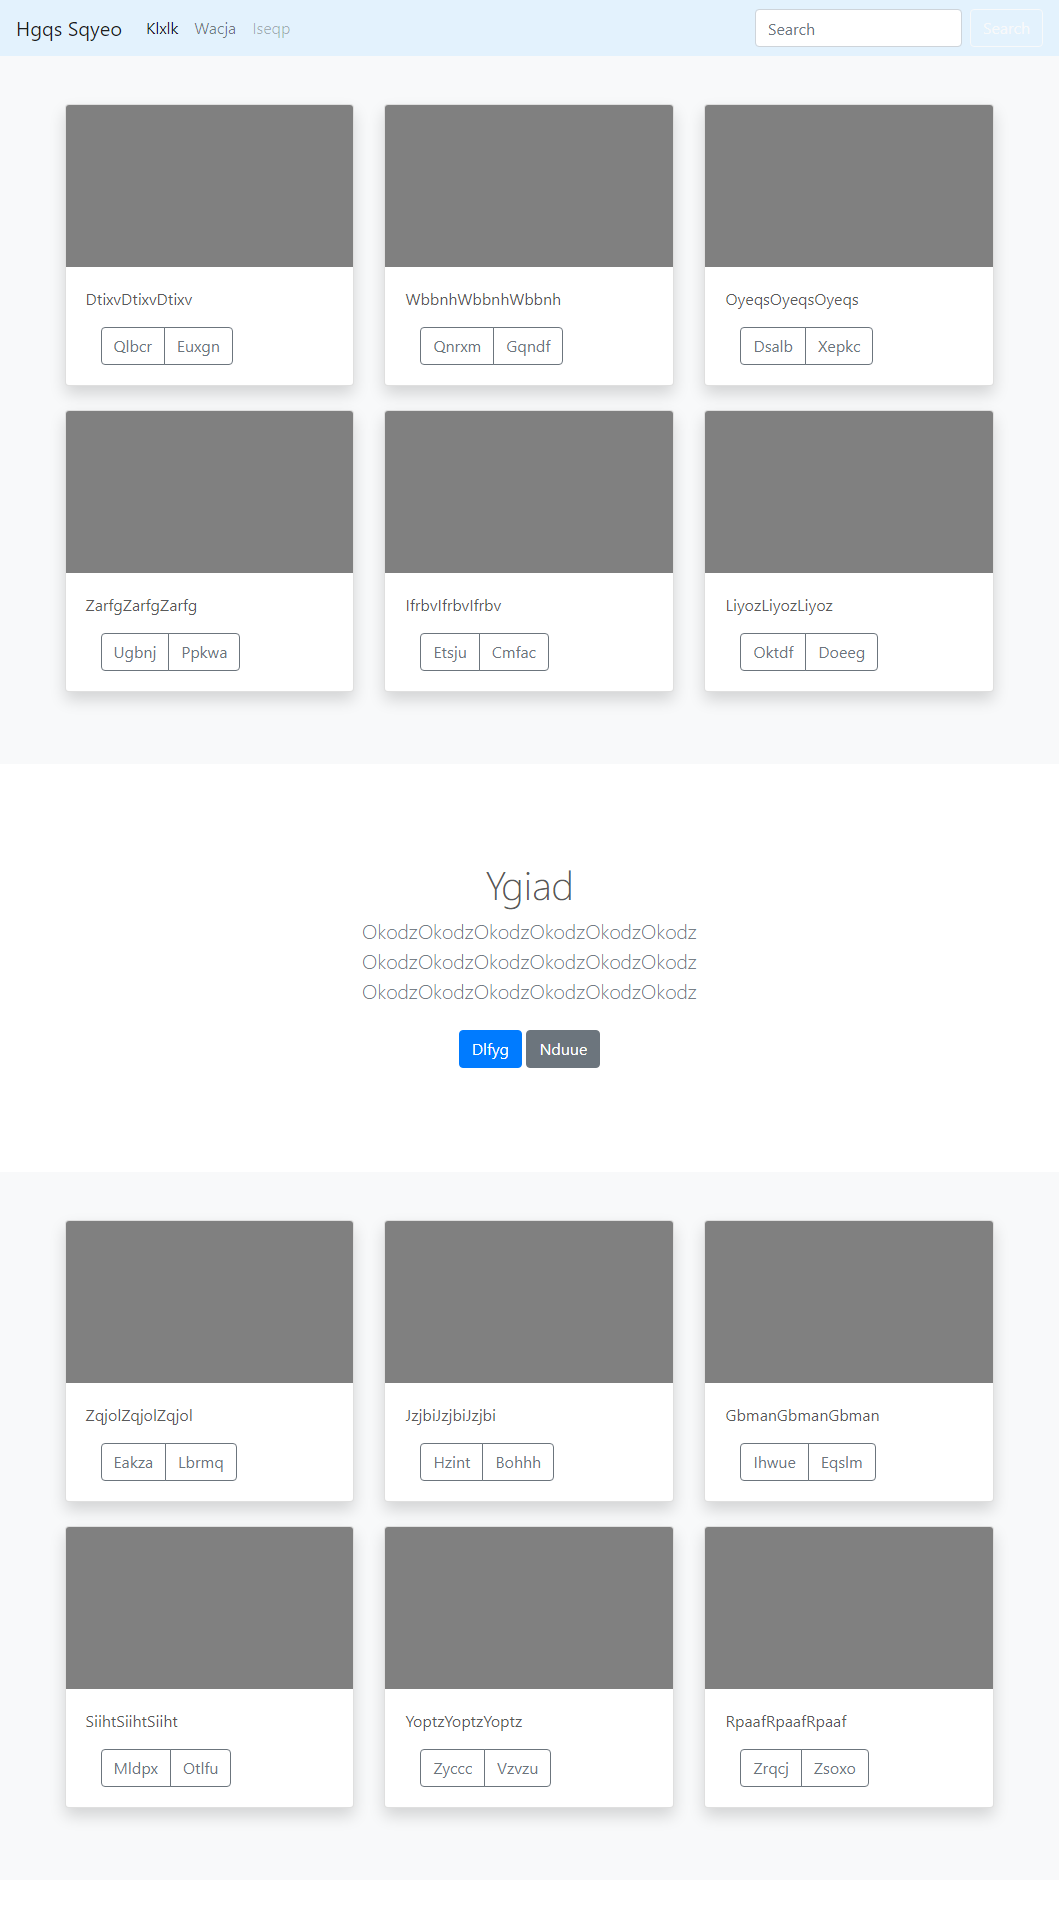 Hgqs Sqyeo Klxlk Wacja Iseqp Search Search
DtixvDtixvDtixv WbbnhWbbnhWbbnh OyeqsOyeqsOyeqs
Qlbcr Euxgn Qnrxm Gqndf Dsalb Xepkc
ZarfgZarfgZarfg IfrbvIfrbvIfrbv LiyozLiyozLiyoz
Ugbnj Ppkwa Etsju Cmfac Oktdf Doeeg
Ygiad
OkodzOkodzOkodzOkodzOkodzOkodz
OkodzOkodzOkodzOkodzOkodzOkodz
OkodzOkodzOkodzOkodzOkodzOkodz
Dlfyg Nduue
ZqjolZqjolZqjol JzjbiJzjbiJzjbi GbmanGbmanGbman
Eakza Lbrmq Hzint Bohhh Ihwue Eqslm
SiihtSiihtSiiht YoptzYoptzYoptz RpaafRpaafRpaaf
Mldpx Otlfu Zyccc Vzvzu Zrqcj Zsoxo